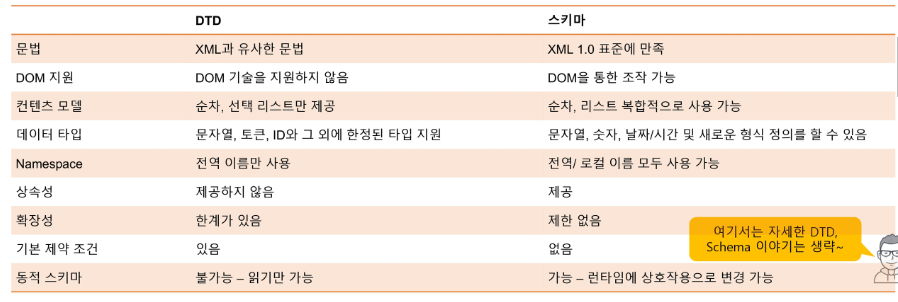 DTD 스키마
문법 XML과 유사한 문법 XML 1.0 표준에 만족
DOM 지원 DOM 기술을 지원하지 않음 DOM을 통한 조작 가능
컨텐츠 모델 순차, 선택 리스트만 제공 순차, 리스트 복합적으로 사용 가능
데이터 타입 문자열, 토큰, ID와 그 외에 한정된 타입 지원 문자열, 숫자, 날짜/시간 및 새로운 형식 정의를 할 수 있음
Namespace 전역 이름만 사용 전역/ 로컬 이름 모두 사용 가능
상속성 제공하지 않음 제공
확장성 한계가 있음 제한 없음
기본 제약 조건 있음 없음
동적 스키마 불가능 – 읽기만 가능 가능 – 런타임에 상호작용으로 변경 가능
여기서는 자세한 DTD,
Schema 이야기는 생략~